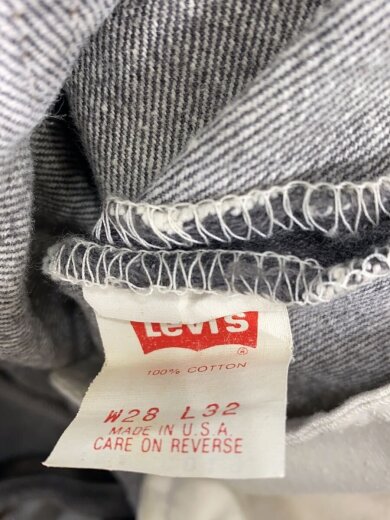 Levi's
®
100% COTTON
W28 L32
MADE IN U.S.A
CARE ON REVERSE